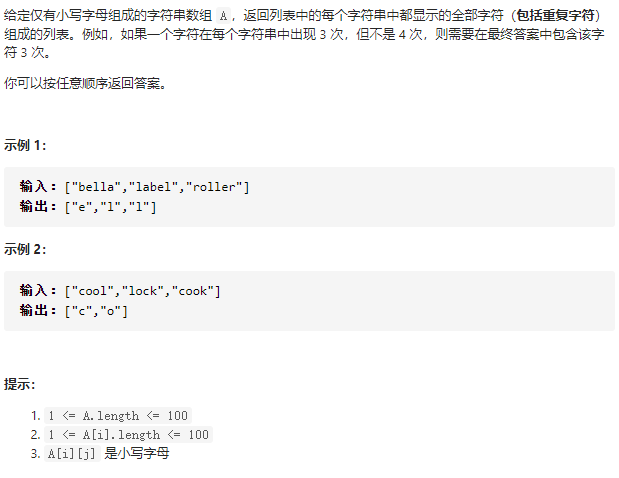 给定仅有小写字母组成的字符串数组 A，返回列表中的每个字符串中都显示的全部字符（包括重复字符）
组成的列表。例如，如果一个字符在每个字符串中出现 3 次，但不是 4 次，则需要在最终答案中包含该字
符 3 次。
你可以按任意顺序返回答案。
示例 1：
输入：["bella","label","roller"]
输出：["e","l","l"]
示例 2：
输入：["cool","lock","cook"]
输出：["c","o"]
提示：
1. 1 <= A.length <= 100
2. 1 <= A[i].length <= 100
3. A[i][j] 是小写字母